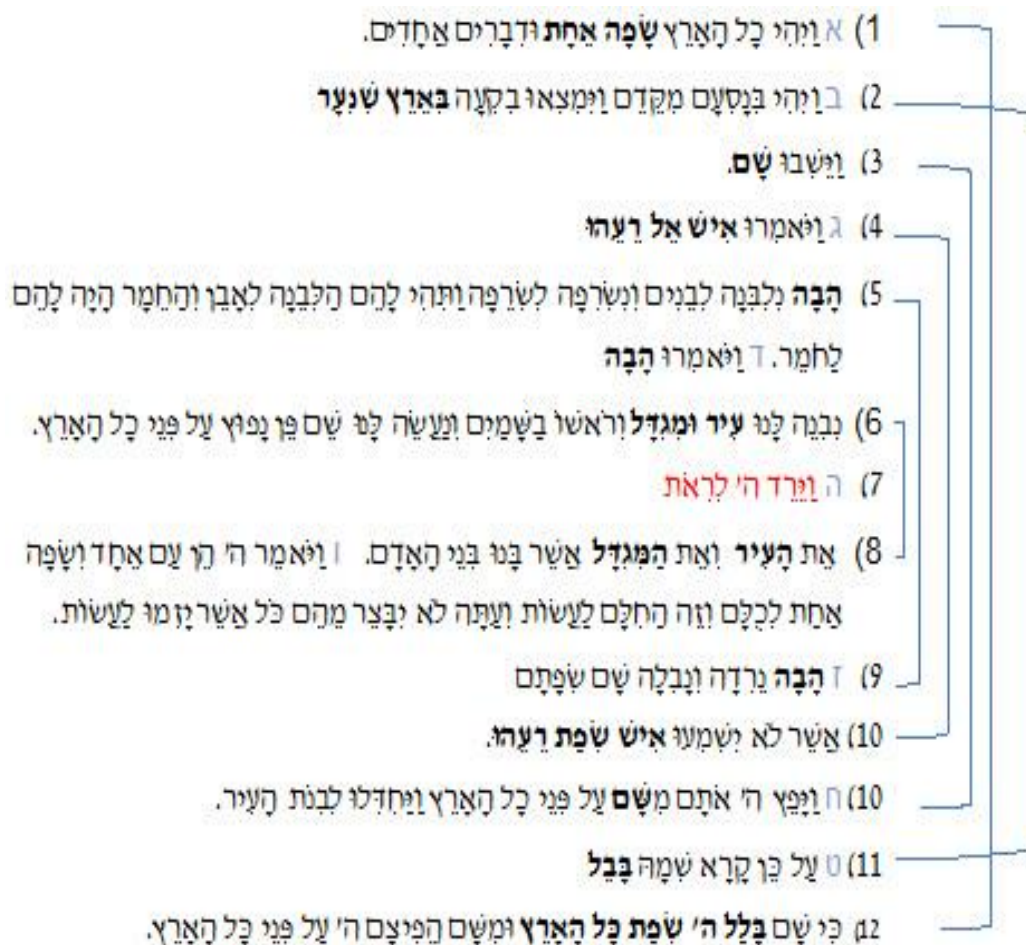 1) א וַיְהִי כָל הָאָרֶץ שָׂפָה אֶחָת וּדְבָרִים אֲחָדִים.
2) ב וַיְהִי בְּנָסְעָם מִקֶּדֶם וַיִּמְצְאוּ בִקְעָה בְּאֶרֶץ שִׁנְעָר
3) וַיֵּשְׁבוּ שָׁם.
4) ג וַיֹּאמְרוּ אִישׁ אֶל רֵעֵהוּ
5) הָבָה נִלְבְּנָה לְבֵנִים וְנִשְׂרְפָה לִשְׂרֵפָה וַתְּהִי לָהֶם הַלְּבֵנָה לְאָבֶן וְהַחֵמָר הָיָה לָהֶם
לַחֹמֶר. ד וַיֹּאמְרוּ הָבָה
6) נִבְנֶה לָּנוּ עִיר וּמִגְדָּל וְרֹאשׁוֹ בַשָּׁמַיִם וְנַעֲשֶׂה לָּנוּ שֵׁם פֶּן נָפוּץ עַל פְּנֵי כָל הָאָרֶץ.
7) ה וַיֵּרֶד ה' לִרְאֹת
8) אֶת הָעִיר וְאֶת הַמִּגְדָּל אֲשֶׁר בָּנוּ בְּנֵי הָאָדָם. ו וַיֹּאמֶר ה' הֵן עַם אֶחָד וְשָׂפָה
אַחַת לְכֻלָּם וְזֶה הַחִלָּם לַעֲשׂוֹת וְעַתָּה לֹא יִבָּצֵר מֵהֶם כֹּל אֲשֶׁר יָזְמוּ לַעֲשׂוֹת.
9) ז הָבָה נֵרְדָה וְנָבְלָה שָׁם שְׂפָתָם
10) אֲשֶׁר לֹא יִשְׁמְעוּ אִישׁ שְׂפַת רֵעֵהוּ.
10) ח וַיָּפֶץ ה' אֹתָם מִשָּׁם עַל פְּנֵי כָל הָאָרֶץ וַיַּחְדְּלוּ לִבְנֹת הָעִיר.
11) ט עַל כֵּן קָרָא שְׁמָהּ בָּבֶל
12) כִּי שָׁם בָּלַל ה' שְׂפַת כָּל הָאָרֶץ וּמִשָּׁם הֱפִיצָם ה' עַל פְּנֵי כָּל הָאָרֶץ.